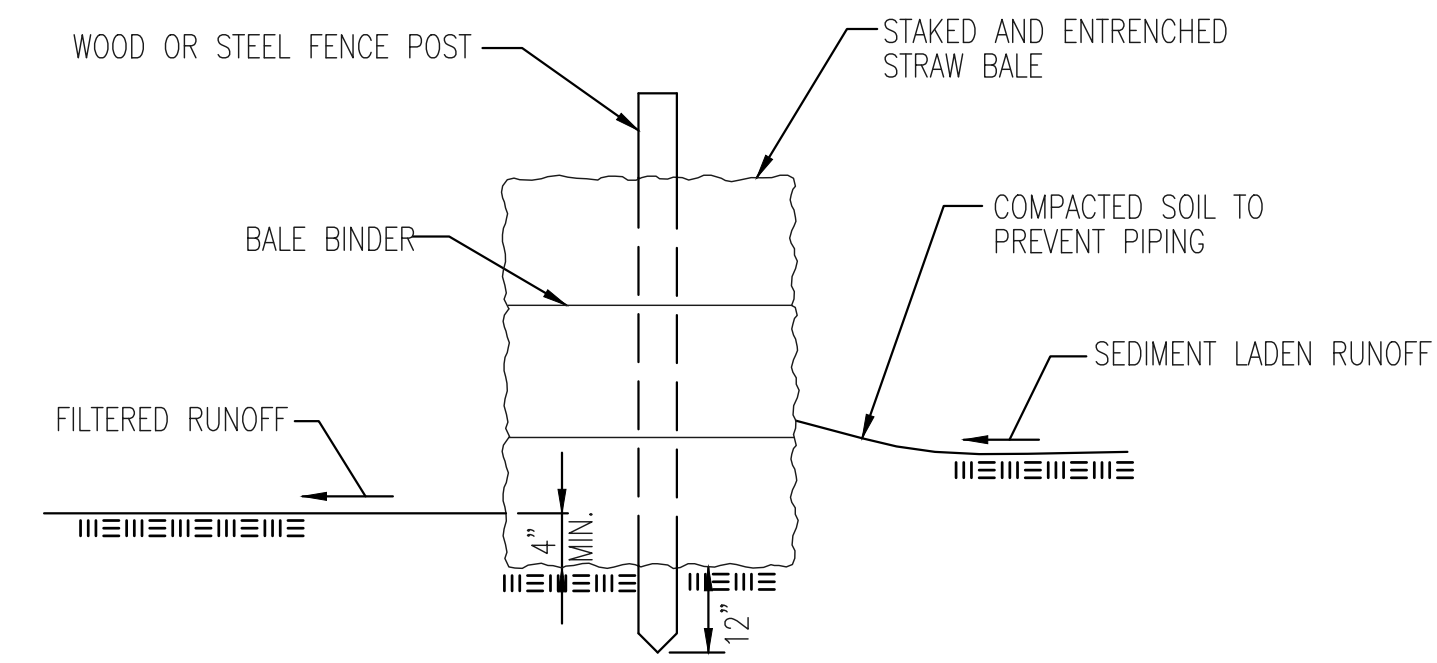 WOOD OR STEEL FENCE POST
STAKED AND ENTRENCHED
STRAW BALE
BALE BINDER
COMPACTED SOIL TO
PREVENT PIPING
SEDIMENT LADEN RUNOFF
FILTERED RUNOFF
4”
MIN.
12”